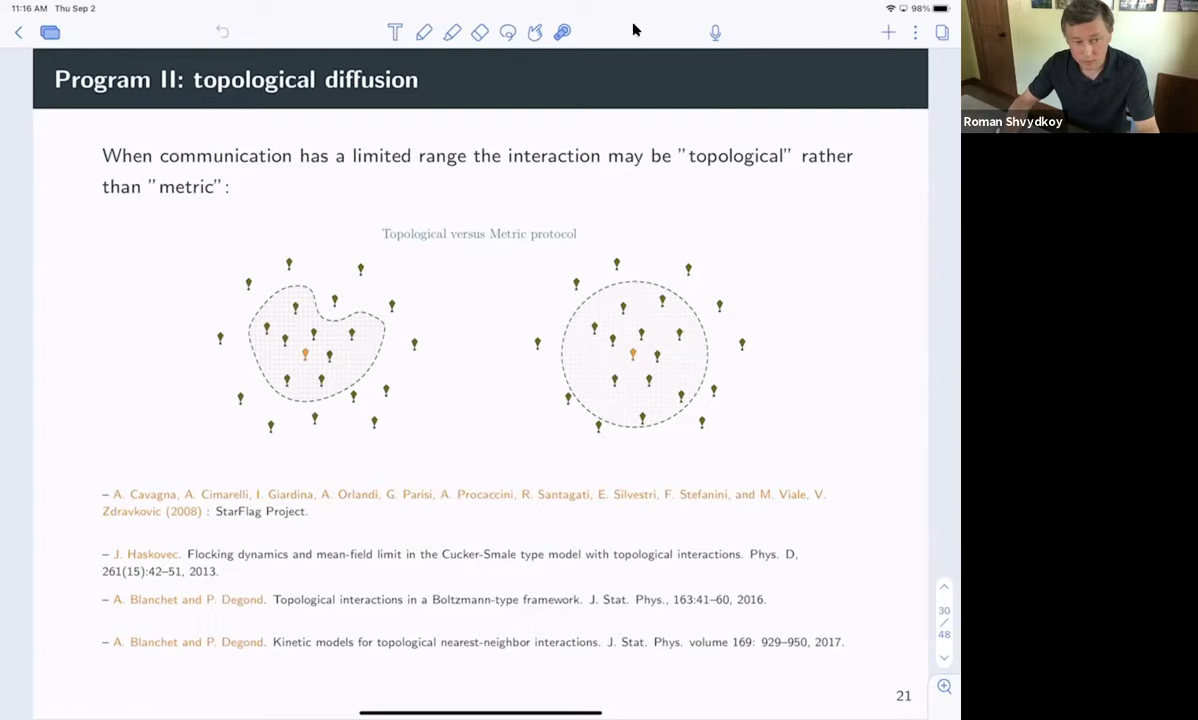 11:16 AM Thu Sep 2
98%
Program II: topological diffusion
Roman Shvydkoy
When communication has a limited range the interaction may be "topological" rather
than "metric":
Topological versus Metric protocol
– A. Cavagna, A. Cimarelli, I. Giardina, A. Orlandi, G. Parisi, A. Procaccini, R. Santagati, E. Silvestri, F. Stefanini, and M. Viale, V.
Zdravkovic (2008) : StarFlag Project.
– J. Haskovec. Flocking dynamics and mean-field limit in the Cucker-Smale type model with topological interactions. Phys. D,
261(15):42–51, 2013.
– A. Blanchet and P. Degond. Topological interactions in a Boltzmann-type framework. J. Stat. Phys., 163:41–60, 2016.
– A. Blanchet and P. Degond. Kinetic models for topological nearest-neighbor interactions. J. Stat. Phys. volume 169: 929–950, 2017.
30
/
48
21